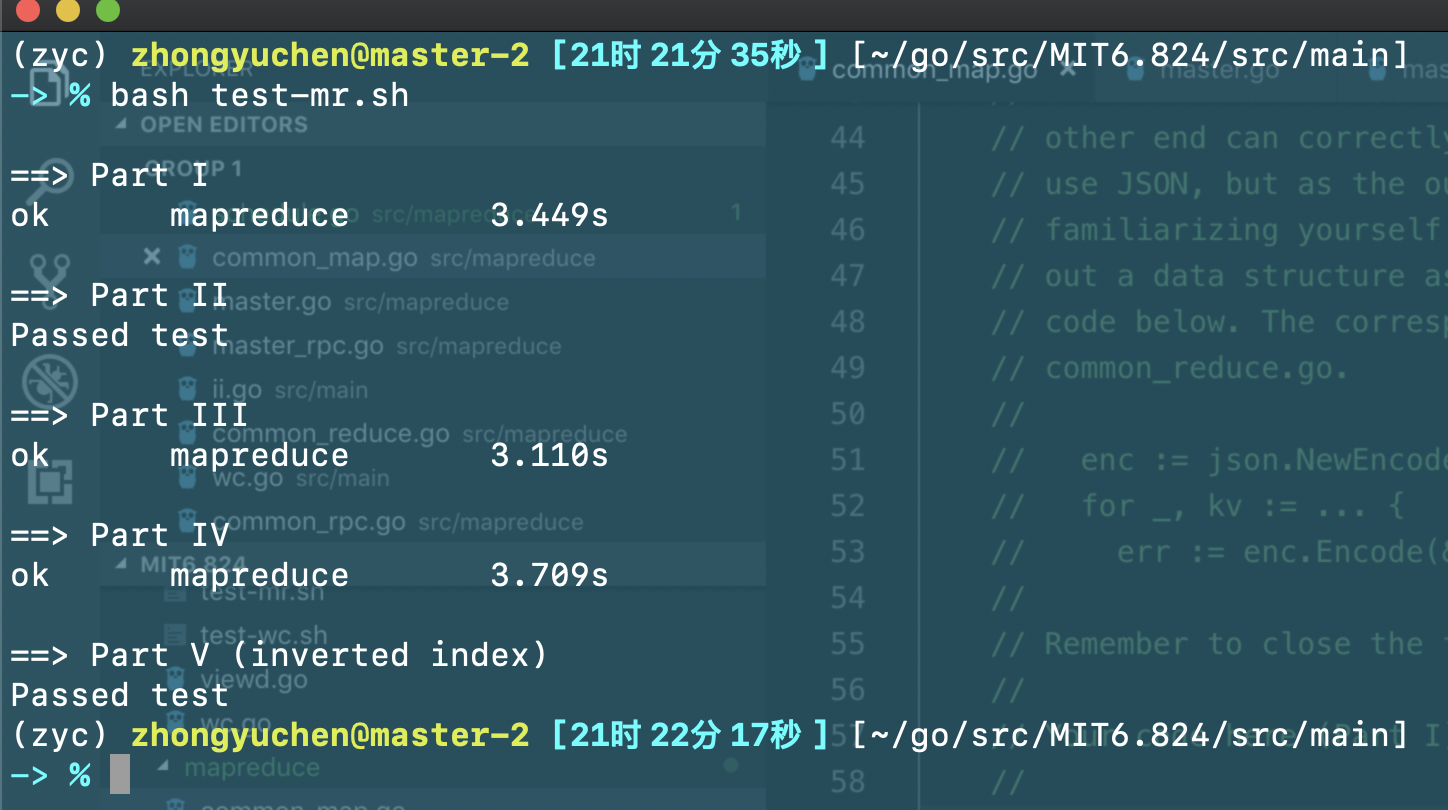 (zyc) zhongyuchen@master-2 [21时 21分 35秒 ] [~/go/src/MIT6.824/src/main]
-> % bash test-mr.sh
==> Part I
ok mapreduce 3.449s
==> Part II
Passed test
==> Part III
ok mapreduce 3.110s
==> Part IV
ok mapreduce 3.709s
==> Part V (inverted index)
Passed test
(zyc) zhongyuchen@master-2 [21时 22分 17秒 ] [~/go/src/MIT6.824/src/main]
-> %
EXPLORER
OPEN EDITORS
GROUP 1
src/mapreduce 1
common_map.go src/mapreduce
master.go src/mapreduce
master_rpc.go src/mapreduce
ii.go src/main
common_reduce.go src/mapreduce
wc.go src/main
common_rpc.go src/mapreduce
MIT6.824
test-mr.sh
test-wc.sh
viewd.go
wc.go
mapreduce
common_map.go
common_map.go master.go
44 // other end can correctly
45 // use JSON, but as the
46 // familiarizing yourself
47 // out a data structure
48 // code below. The
49 // common_reduce.go.
50 //
51 // enc := json.
52 // for _, kv := ... {
53 // err := enc.Encode(
54 //
55 // Remember to close the
56 //
57 //
58 //